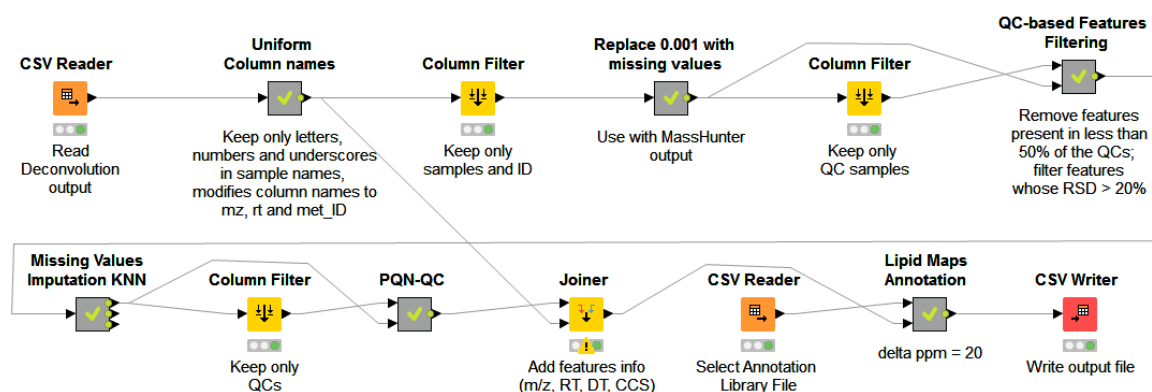 CSV Reader
Read
Deconvolution
output
Uniform
Column names
Keep only letters,
numbers and underscores
in sample names,
modifies column names to
mz, rt and met_ID
Column Filter
Keep only
samples and ID
Replace 0.001 with
missing values
Use with MassHunter
output
Column Filter
Keep only
QC samples
QC-based Features
Filtering
Remove features
present in less than
50% of the QCs;
filter features
whose RSD > 20%
Missing Values
Imputation KNN
Column Filter
Keep only
QCs
PQN-QC
Joiner
Add features info
(m/z, RT, DT, CCS)
CSV Reader
Select Annotation
Library File
Lipid Maps
Annotation
delta ppm = 20
CSV Writer
Write output file